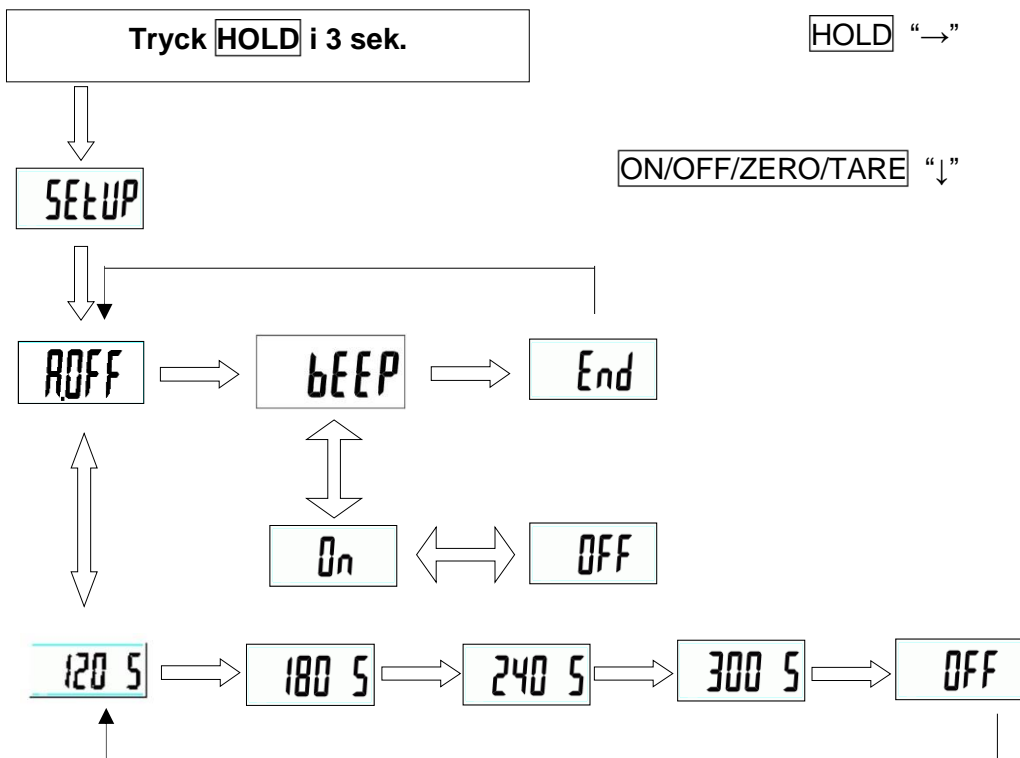 Tryck HOLD i 3 sek.
HOLD “→”
ON/OFF/ZERO/TARE “↓”
SEtUP
A.OFF
bEEP
End
On
OFF
120 S
180 S
240 S
300 S
OFF